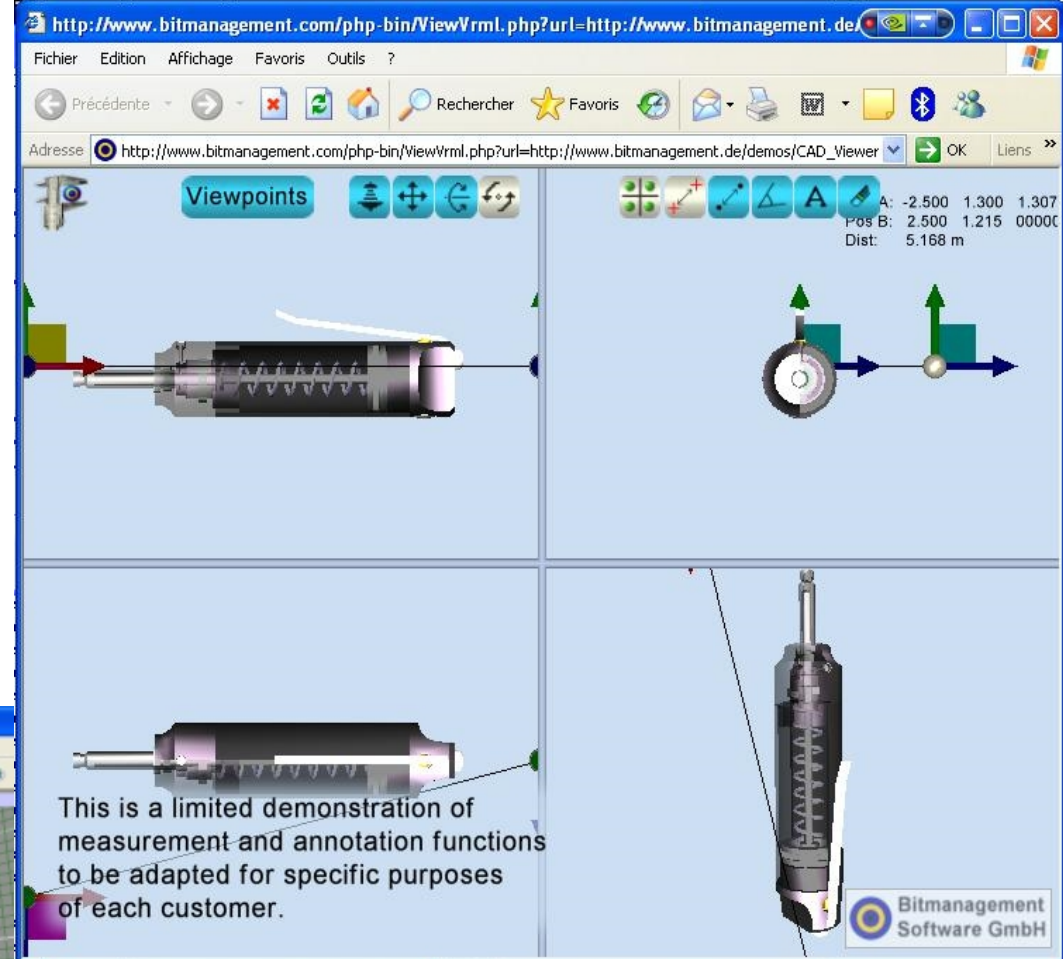 http://www.bitmanagement.com/php-bin/ViewVrml.php?url=http://www.bitmanagement.de/
Fichier Edition Affichage Favoris Outils ?
Précédente Rechercher Favoris
Adresse http://www.bitmanagement.com/php-bin/ViewVrml.php?url=http://www.bitmanagement.de/demos/CAD_Viewer OK Liens »
Viewpoints A
A: -2.500 1.300 1.307
Pos B: 2.500 1.215 0000
Dist: 5.168 m
This is a limited demonstration of
measurement and annotation functions
to be adapted for specific purposes
of each customer.
Bitmanagement
Software GmbH